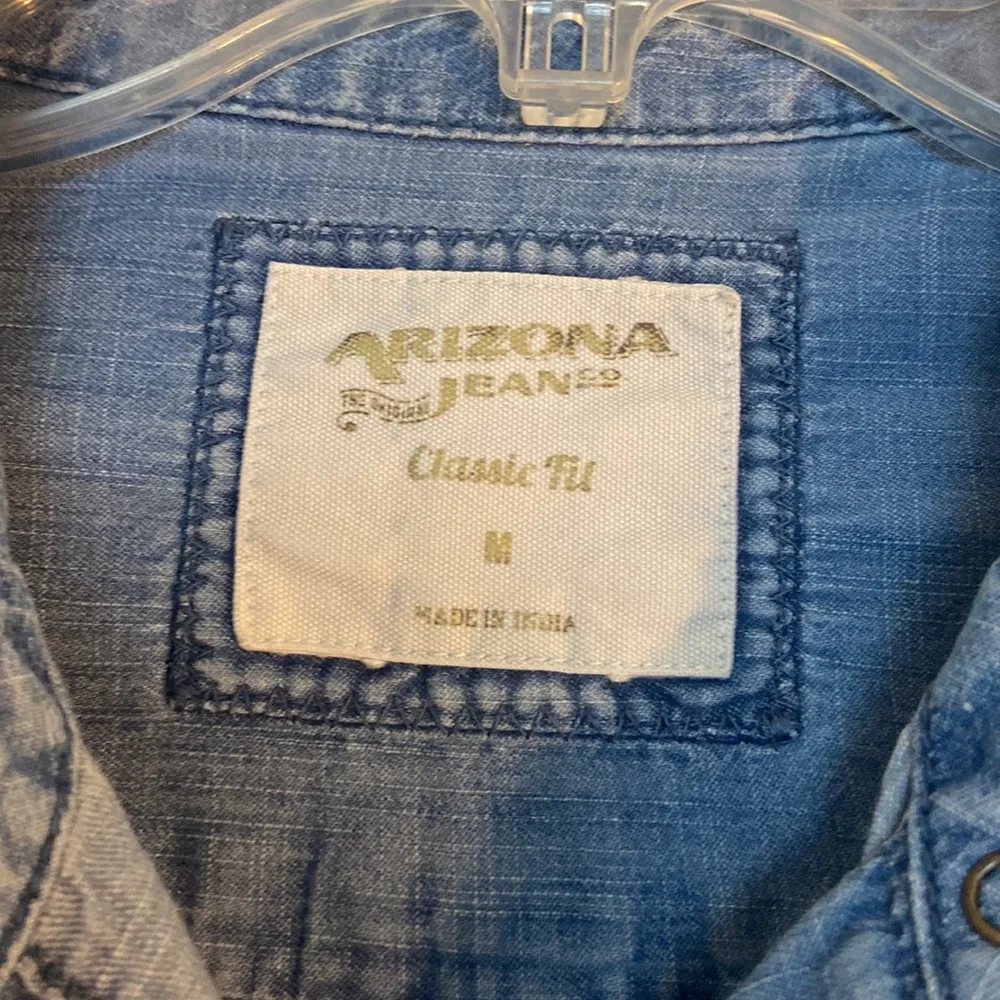 ARIZONA
THE ORIGINAL JEAN CO
Classic Fit
M
MADE IN INDIA